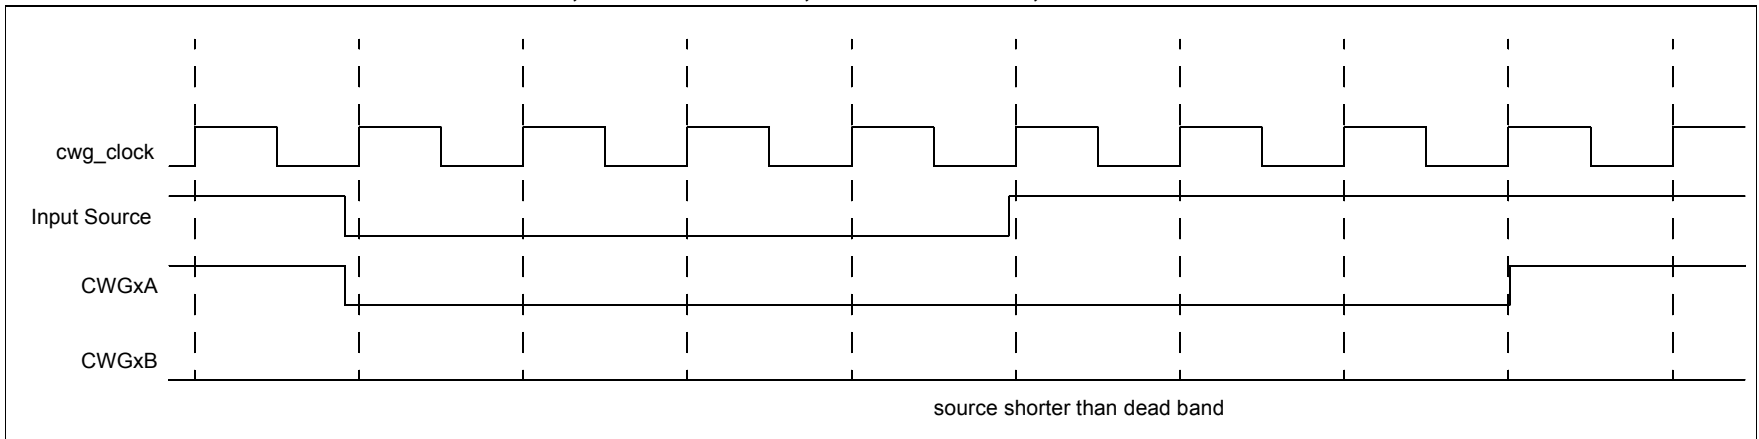 cwg_clock
Input Source
CWGxA
CWGxB
source shorter than dead band